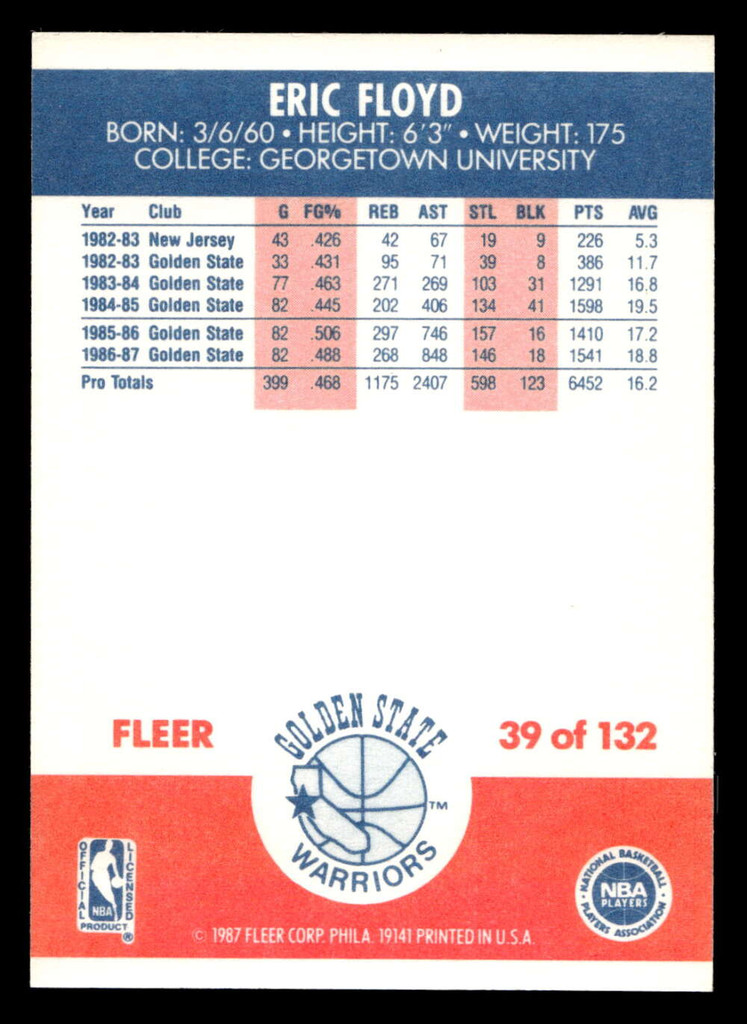 ERIC FLOYD
BORN: 3/6/60 • HEIGHT: 6'3" • WEIGHT: 175
COLLEGE: GEORGETOWN UNIVERSITY
Year Club G FG% REB AST STL BLK PTS AVG
1982-83 New Jersey 43 .426 42 67 19 9 226 5.3
1982-83 Golden State 33 .431 95 71 39 8 386 11.7
1983-84 Golden State 77 .463 271 269 103 31 1291 16.8
1984-85 Golden State 82 .445 202 406 134 41 1598 19.5
1985-86 Golden State 82 .506 297 746 157 16 1410 17.2
1986-87 Golden State 82 .488 268 848 146 18 1541 18.8
Pro Totals 399 .468 1175 2407 598 123 6452 16.2
FLEER
GOLDEN STATE
WARRIORS
TM
39 of 132
OFFICIAL
LICENSED
NBA
PRODUCT ®
NATIONAL BASKETBALL
NBA
PLAYERS
PLAYERS ASSOCIATION
© 1987 FLEER CORP. PHILA. 19141 PRINTED IN U.S.A.